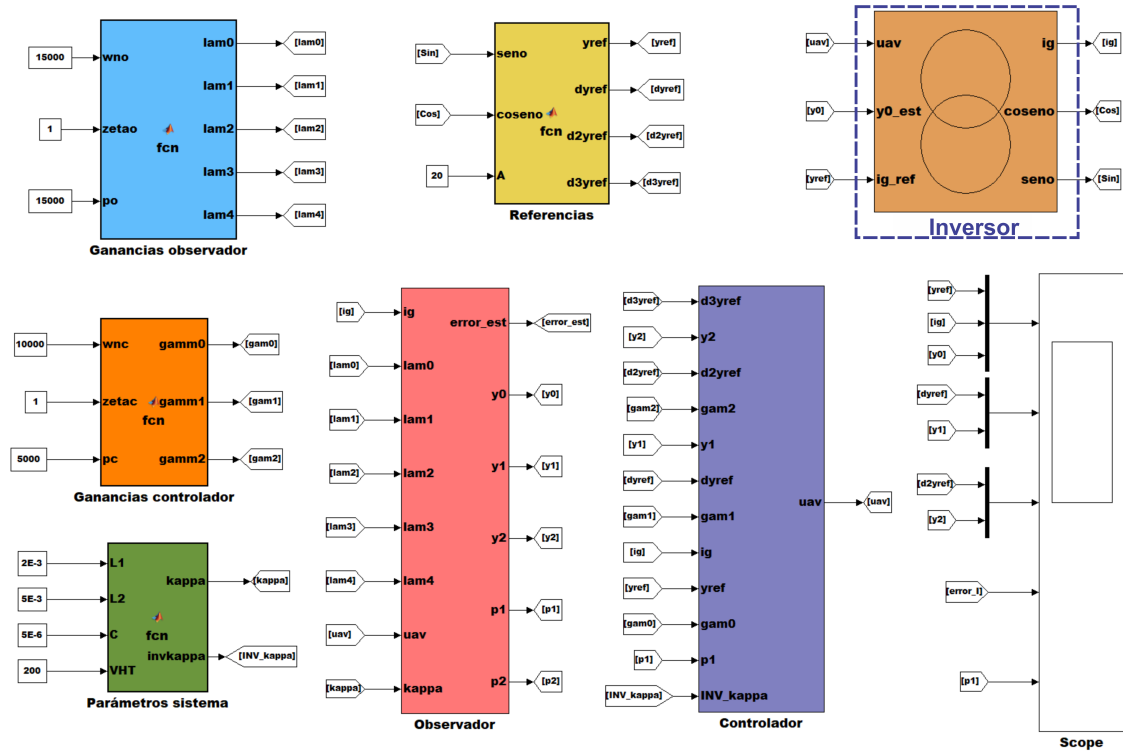 15000
1
15000
wno
zetao
po
fcn
lam0
lam1
lam2
lam3
lam4
[lam0]
[lam1]
[lam2]
[lam3]
[lam4]
Ganancias observador
[Sin]
[Cos]
20
seno
coseno
A
fcn
yref
dyref
d2yref
d3yref
[yref]
[dyref]
[d2yref]
[d3yref]
Referencias
[uav]
[y0]
[yref]
uav
y0_est
ig_ref
ig
coseno
seno
[ig]
[Cos]
[Sin]
Inversor
10000
1
5000
wnc
zetac
pc
fcn
gamm0
gamm1
gamm2
[gam0]
[gam1]
[gam2]
Ganancias controlador
2E-3
5E-3
5E-6
200
L1
L2
C
VHT
fcn
kappa
invkappa
[kappa]
[INV_kappa]
Parámetros sistema
[ig]
[lam0]
[lam1]
[lam2]
[lam3]
[lam4]
[uav]
[kappa]
ig
lam0
lam1
lam2
lam3
lam4
uav
kappa
error_est
y0
y1
y2
p1
p2
[error_est]
[y0]
[y1]
[y2]
[p1]
[p2]
Observador
[d3yref]
[y2]
[d2yref]
[gam2]
[y1]
[dyref]
[gam1]
[ig]
[yref]
[gam0]
[p1]
[INV_kappa]
d3yref
y2
d2yref
gam2
y1
dyref
gam1
ig
yref
gam0
p1
INV_kappa
uav
[uav]
Controlador
[yref]
[ig]
[y0]
[dyref]
[y1]
[d2yref]
[y2]
[error_l]
[p1]
Scope